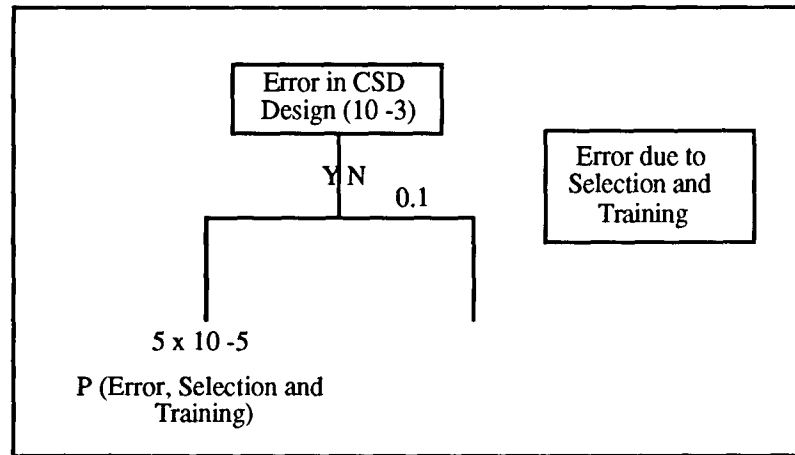 Error in CSD
Design (10 -3)
Y N
0.1
Error due to
Selection and
Training
5 x 10 -5
P (Error, Selection and
Training)